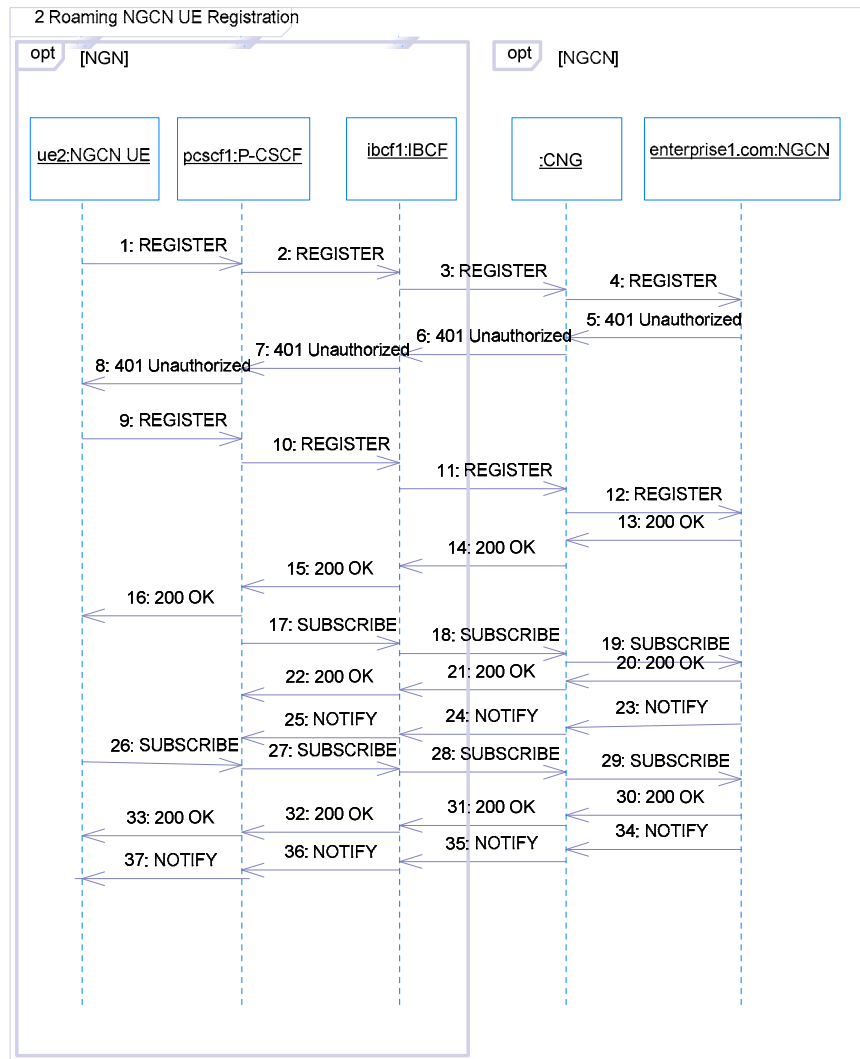 2 Roaming NGCN UE Registration
opt [NGN]
opt [NGCN]
ue2:NGCN UE
pcscf1:P-CSCF
ibcf1:IBCF
:CNG
enterprise1.com:NGCN
1: REGISTER
2: REGISTER
3: REGISTER
4: REGISTER
5: 401 Unauthorized
6: 401 Unauthorized
7: 401 Unauthorized
8: 401 Unauthorized
9: REGISTER
10: REGISTER
11: REGISTER
12: REGISTER
13: 200 OK
14: 200 OK
15: 200 OK
16: 200 OK
17: SUBSCRIBE
18: SUBSCRIBE
19: SUBSCRIBE
20: 200 OK
21: 200 OK
22: 200 OK
23: NOTIFY
24: NOTIFY
25: NOTIFY
26: SUBSCRIBE
27: SUBSCRIBE
28: SUBSCRIBE
29: SUBSCRIBE
30: 200 OK
31: 200 OK
32: 200 OK
33: 200 OK
34: NOTIFY
35: NOTIFY
36: NOTIFY
37: NOTIFY